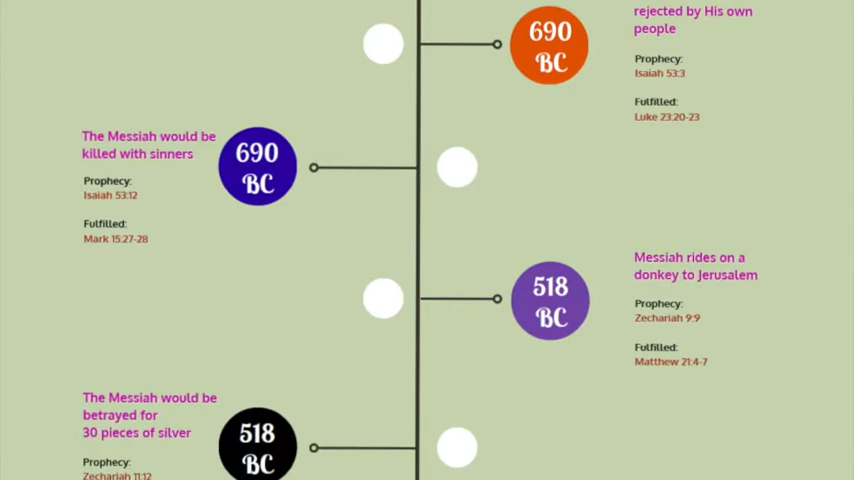 rejected by His own
people
690
BC
Prophecy:
Isaiah 53:3
Fulfilled:
Luke 23:20-23
The Messiah would be
killed with sinners
690
BC
Prophecy:
Isaiah 53:12
Fulfilled:
Mark 15:27-28
Messiah rides on a
donkey to Jerusalem
518
BC
Prophecy:
Zechariah 9:9
Fulfilled:
Matthew 21:4-7
The Messiah would be
betrayed for
30 pieces of silver
518
BC
Prophecy:
Zechariah 11:12